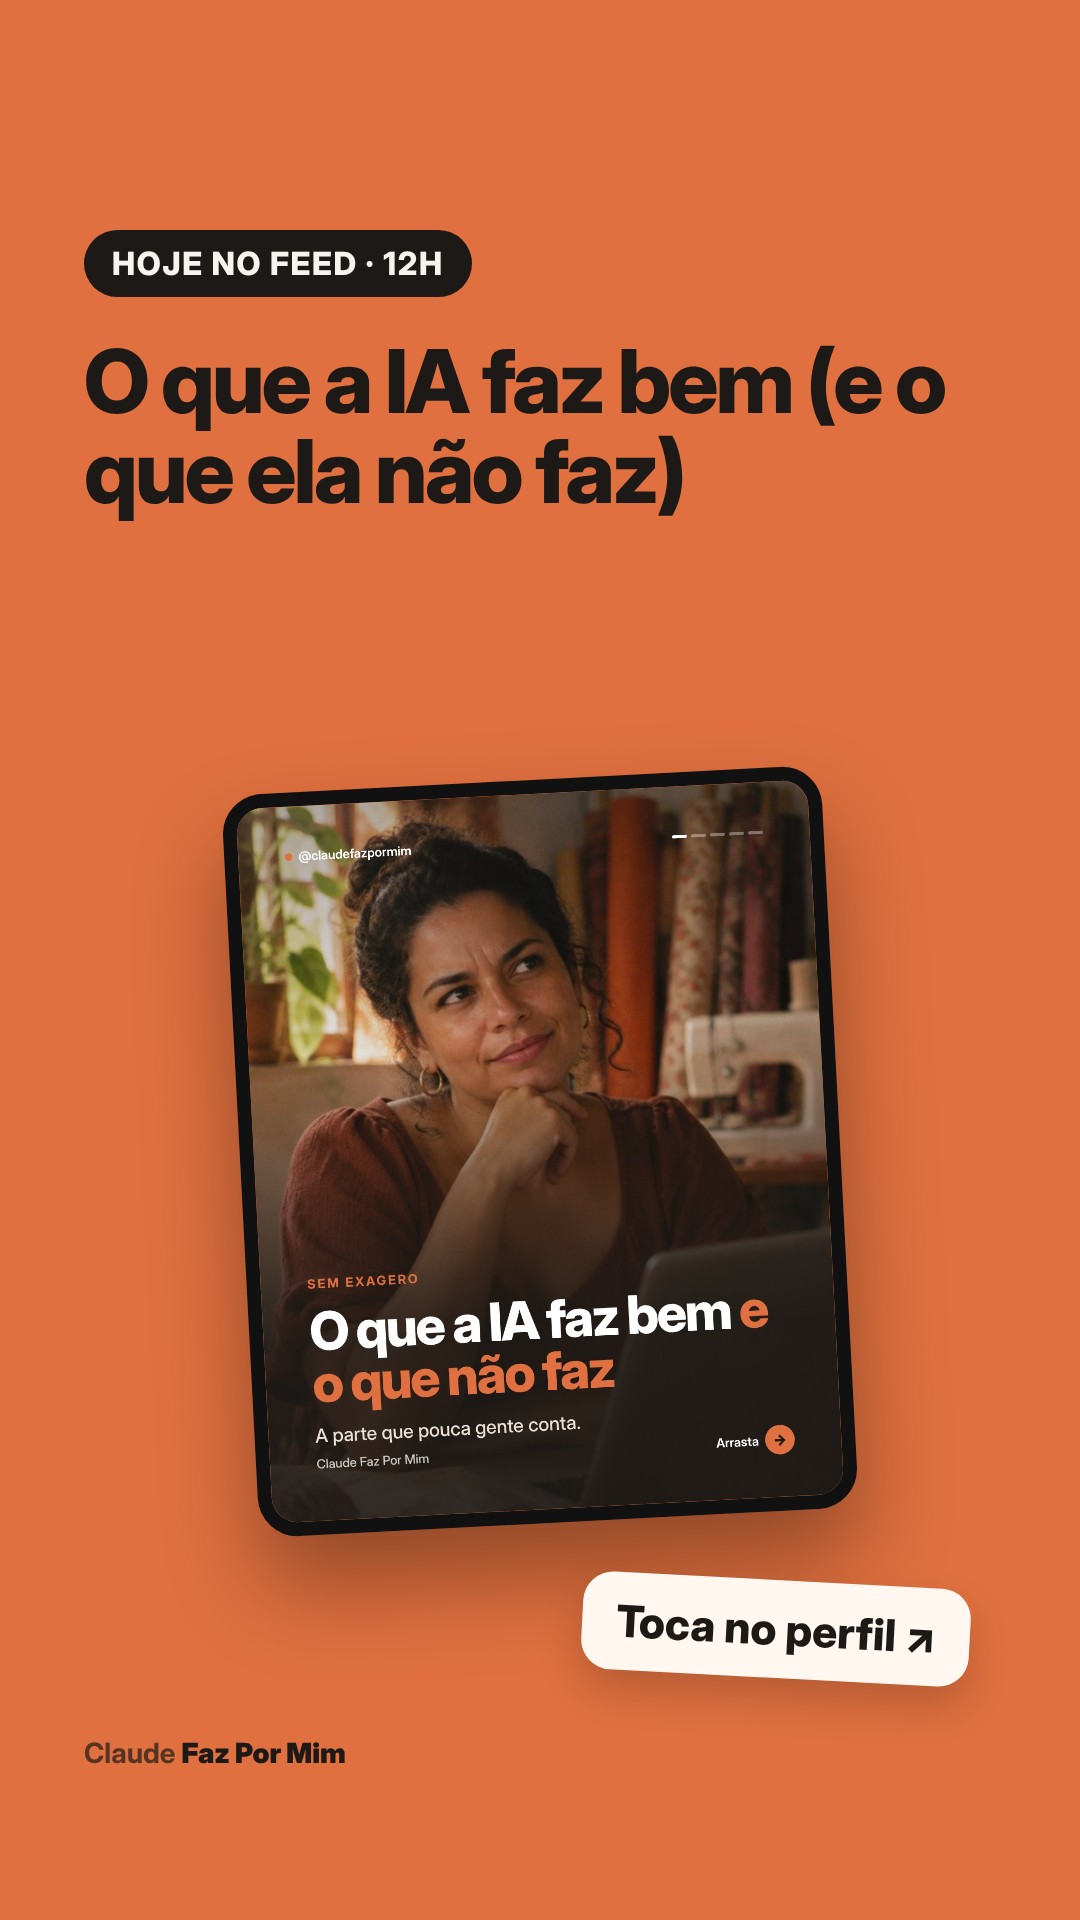 HOJE NO FEED · 12H
O que a IA faz bem (e o
que ela não faz)
@claudefazpormim
SEM EXAGERO
O que a IA faz bem e
o que não faz
A parte que pouca gente conta.
Claude Faz Por Mim
Arrasta →
Toca no perfil ↗
Claude Faz Por Mim